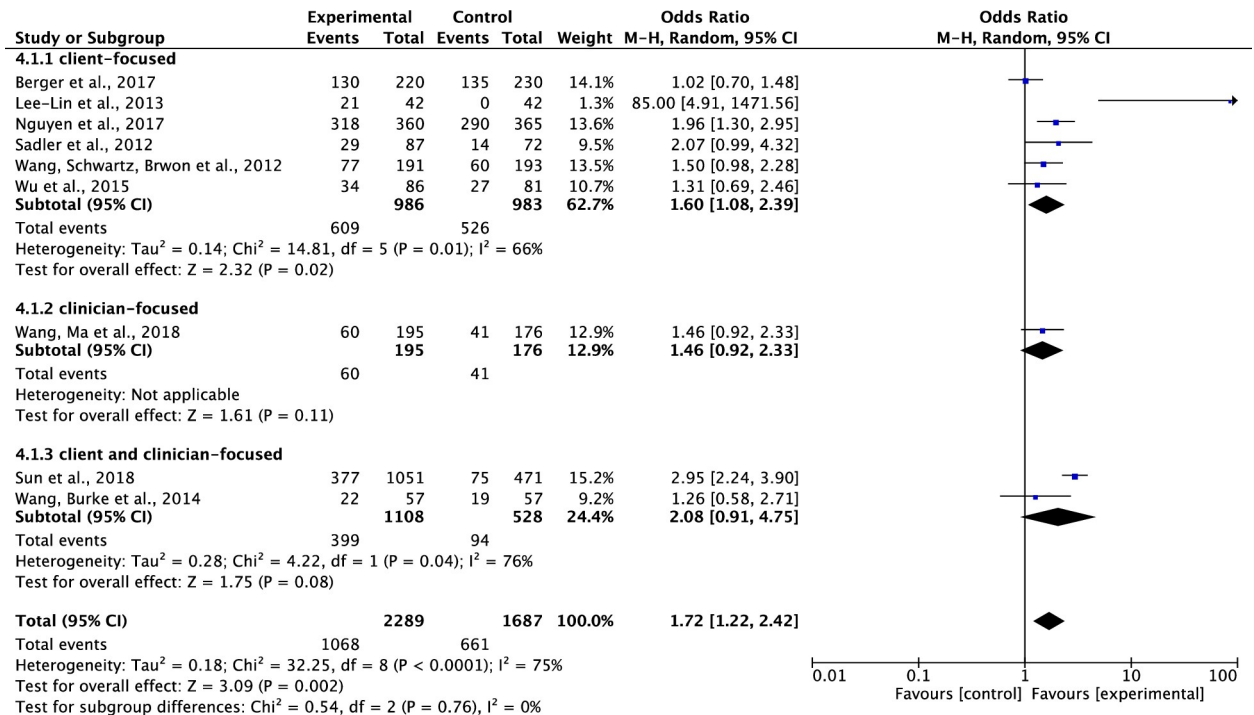 Experimental Control Odds Ratio Odds Ratio
Study or Subgroup Events Total Events Total Weight M-H, Random, 95% CI M-H, Random, 95% CI
4.1.1 client-focused
Berger et al., 2017 130 220 135 230 14.1% 1.02 [0.70, 1.48]
Lee-Lin et al., 2013 21 42 0 42 1.3% 85.00 [4.91, 1471.56]
Nguyen et al., 2017 318 360 290 365 13.6% 1.96 [1.30, 2.95]
Sadler et al., 2012 29 87 14 72 9.5% 2.07 [0.99, 4.32]
Wang, Schwartz, Brwon et al., 2012 77 191 60 193 13.5% 1.50 [0.98, 2.28]
Wu et al., 2015 34 86 27 81 10.7% 1.31 [0.69, 2.46]
Subtotal (95% CI) 986 983 62.7% 1.60 [1.08, 2.39]
Total events 609 526
Heterogeneity: Tau² = 0.14; Chi² = 14.81, df = 5 (P = 0.01); I² = 66%
Test for overall effect: Z = 2.32 (P = 0.02)
4.1.2 clinician-focused
Wang, Ma et al., 2018 60 195 41 176 12.9% 1.46 [0.92, 2.33]
Subtotal (95% CI) 195 176 12.9% 1.46 [0.92, 2.33]
Total events 60 41
Heterogeneity: Not applicable
Test for overall effect: Z = 1.61 (P = 0.11)
4.1.3 client and clinician-focused
Sun et al., 2018 377 1051 75 471 15.2% 2.95 [2.24, 3.90]
Wang, Burke et al., 2014 22 57 19 57 9.2% 1.26 [0.58, 2.71]
Subtotal (95% CI) 1108 528 24.4% 2.08 [0.91, 4.75]
Total events 399 94
Heterogeneity: Tau² = 0.28; Chi² = 4.22, df = 1 (P = 0.04); I² = 76%
Test for overall effect: Z = 1.75 (P = 0.08)
Total (95% CI) 2289 1687 100.0% 1.72 [1.22, 2.42]
Total events 1068 661
Heterogeneity: Tau² = 0.18; Chi² = 32.25, df = 8 (P < 0.0001); I² = 75%
Test for overall effect: Z = 3.09 (P = 0.002)
Test for subgroup differences: Chi² = 0.54, df = 2 (P = 0.76), I² = 0%
0.01 0.1 1 10 100
Favours [control] Favours [experimental]